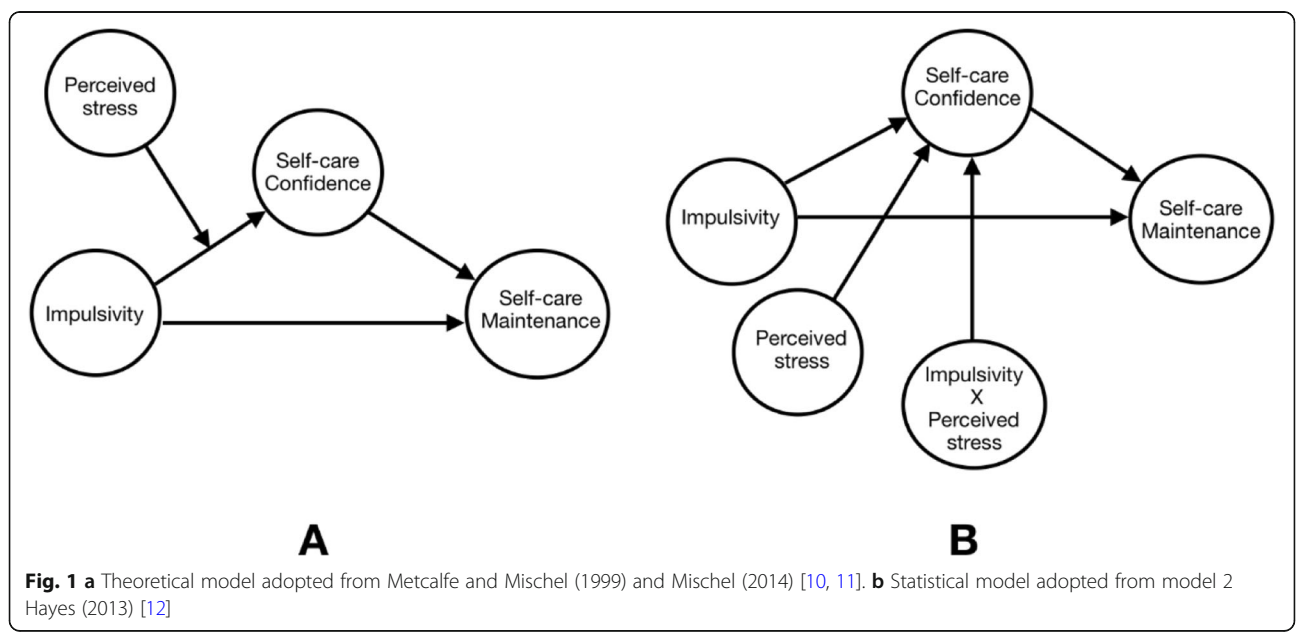 Perceived
stress
Self-care
Confidence
Impulsivity
Self-care
Maintenance
A
Self-care
Confidence
Impulsivity
Self-care
Maintenance
Perceived
stress
Impulsivity
X
Perceived
stress
B
Fig. 1 a Theoretical model adopted from Metcalfe and Mischel (1999) and Mischel (2014) [10, 11]. b Statistical model adopted from model 2
Hayes (2013) [12]